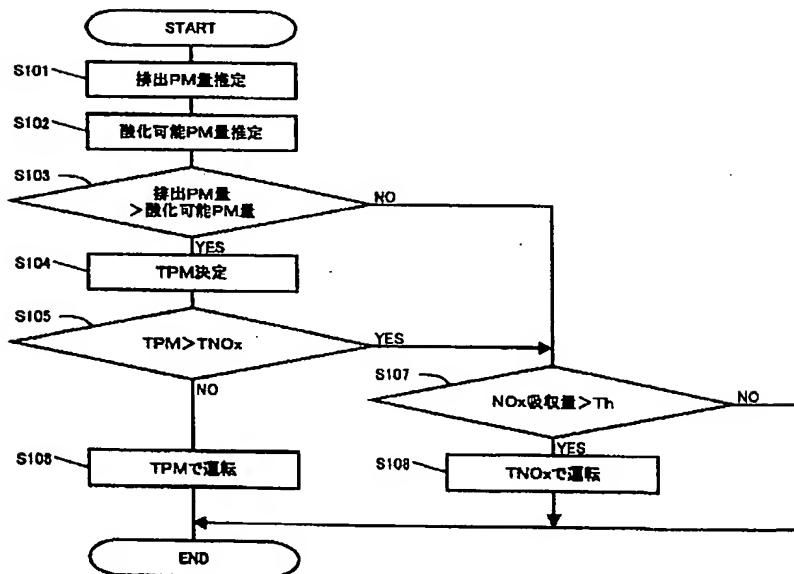 START
S101
排出PM量推定
S102
酸化可能PM量推定
S103
排出PM量
>酸化可能PM量
NO
YES
S104
TPM決定
S105
TPM>TNOx
YES
NO
S107
NOx吸収量>Th
NO
YES
S106
TPMで運転
S108
TNOxで運転
END